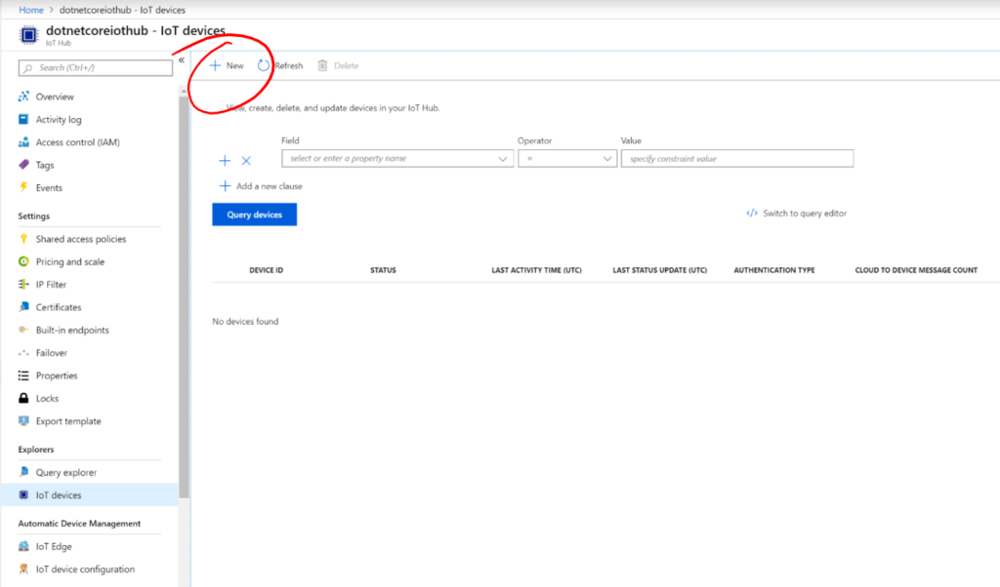 Home > dotnetcoreiothub - IoT devices
dotnetcoreiothub - IoT devices
IoT Hub
Search (Ctrl+/)
«
Overview
Activity log
Access control (IAM)
Tags
Events
Settings
Shared access policies
Pricing and scale
IP Filter
Certificates
Built-in endpoints
Failover
Properties
Locks
Export template
Explorers
Query explorer
IoT devices
Automatic Device Management
IoT Edge
IoT device configuration
New Refresh Delete
View, create, delete, and update devices in your IoT Hub.
Field Operator Value
select or enter a property name = specify constraint value
Add a new clause
Query devices </> Switch to query editor
DEVICE ID STATUS LAST ACTIVITY TIME (UTC) LAST STATUS UPDATE (UTC) AUTHENTICATION TYPE CLOUD TO DEVICE MESSAGE COUNT
No devices found